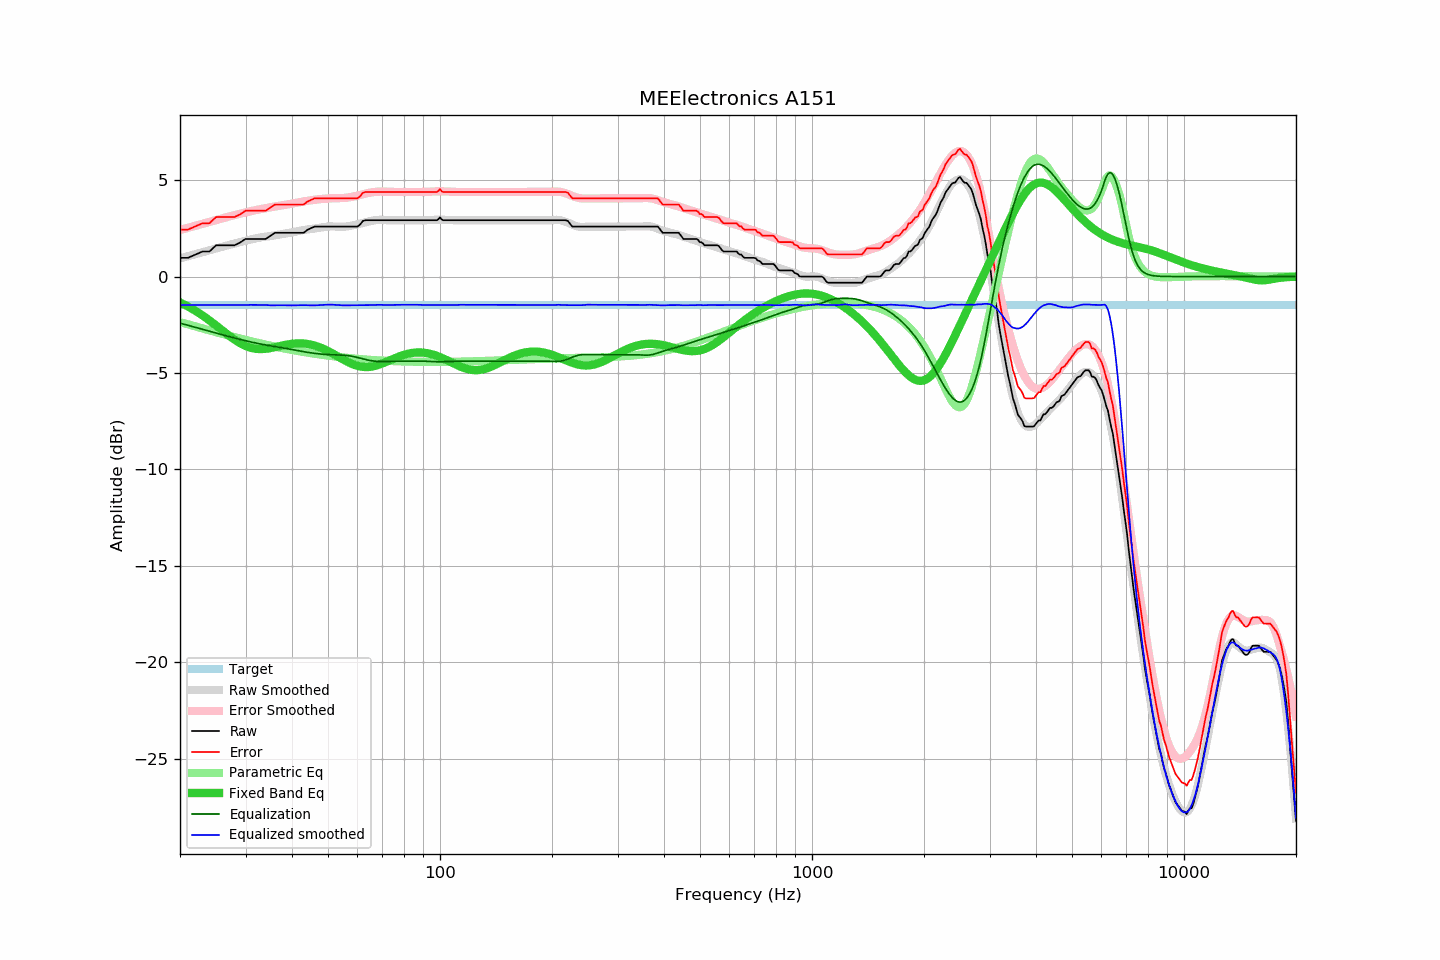 MEElectronics A151
5
0
−5
−10
−15
−20
−25
Amplitude (dBr)
Target
Raw Smoothed
Error Smoothed
Raw
Error
Parametric Eq
Fixed Band Eq
Equalization
Equalized smoothed
100
1000
10000
Frequency (Hz)